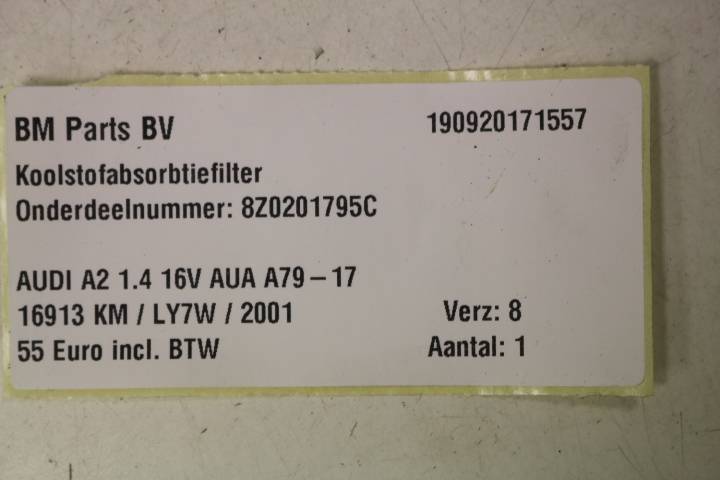 BM Parts BV 190920171557
Koolstofabsorbtiefilter
Onderdeelnummer: 8Z0201795C
AUDI A2 1.4 16V AUA A79-17
16913 KM / LY7W / 2001 Verz: 8
55 Euro incl. BTW Aantal: 1